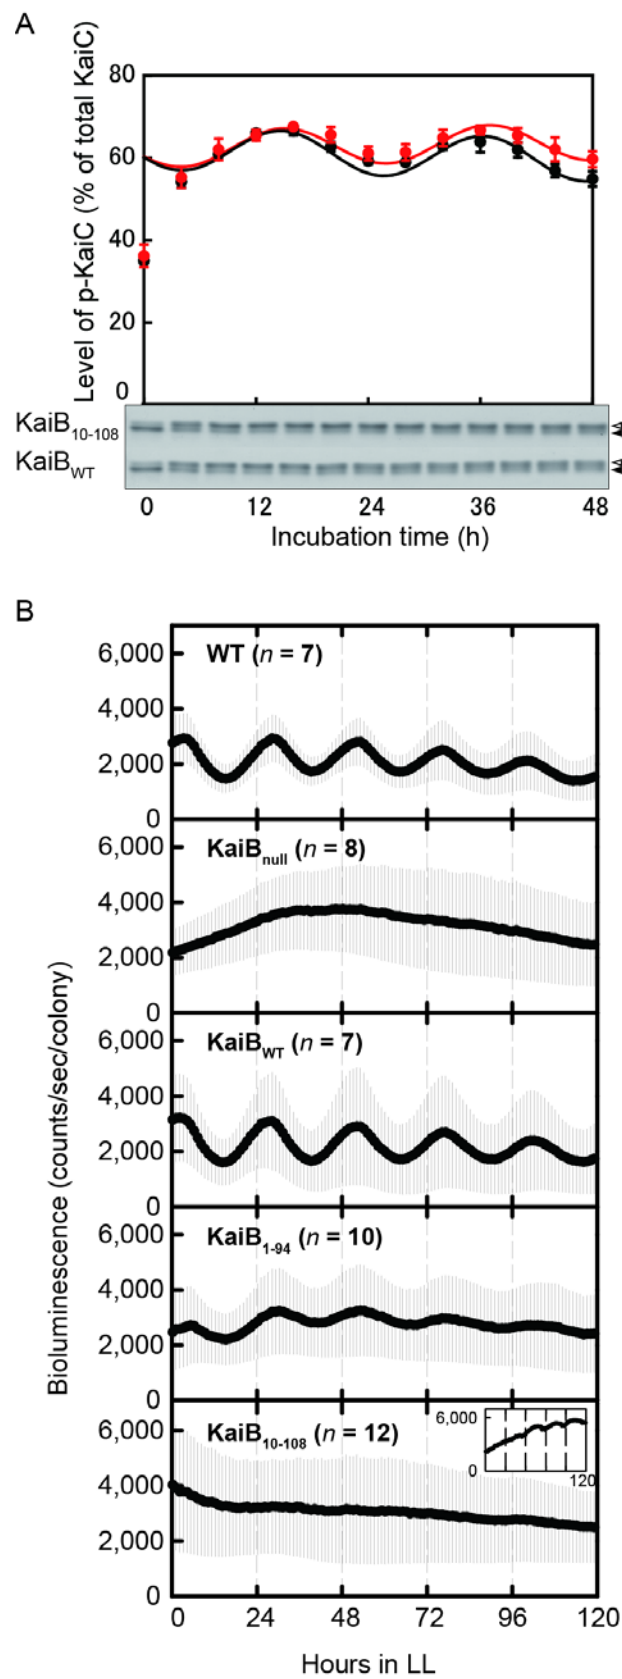 A
Level of p-KaiC (% of total KaiC)
80
60
40
20
0
KaiB10-108
KaiBWT
0 12 24 36 48
Incubation time (h)
B
Bioluminescence (counts/sec/colony)
WT (n = 7)
6,000
4,000
2,000
0
KaiBnull (n = 8)
6,000
4,000
2,000
0
KaiBWT (n = 7)
6,000
4,000
2,000
0
KaiB1-94 (n = 10)
6,000
4,000
2,000
0
KaiB10-108 (n = 12)
6,000
0
120
6,000
4,000
2,000
0
0 24 48 72 96 120
Hours in LL